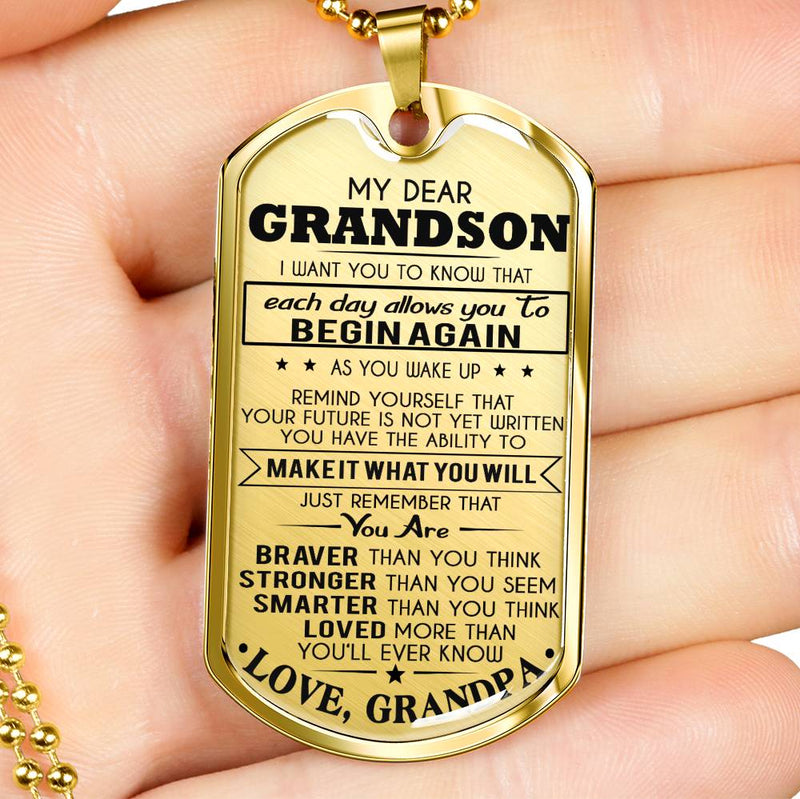 MY DEAR
GRANDSON
I WANT YOU TO KNOW THAT
each day allows you To
BEGIN AGAIN
AS YOU WAKE UP
REMIND YOURSELF THAT
YOUR FUTURE IS NOT YET WRITTEN
YOU HAVE THE ABILITY TO
MAKE IT WHAT YOU WILL
JUST REMEMBER THAT
You Are
BRAVER THAN YOU THINK
STRONGER THAN YOU SEEM
SMARTER THAN YOU THINK
LOVED MORE THAN
YOU'LL EVER KNOW
• LOVE, GRANDPA •